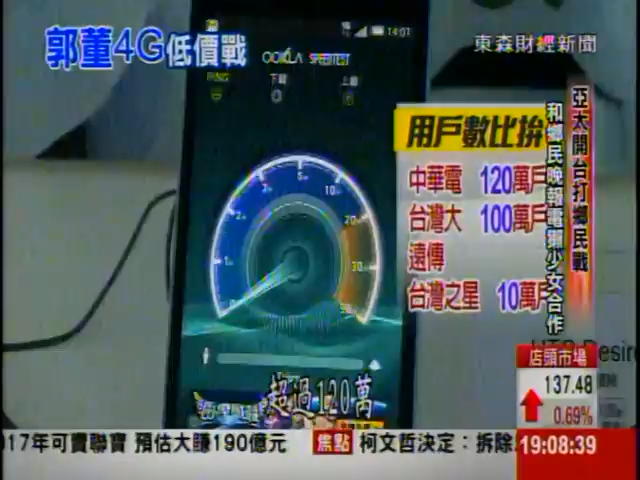 郭董4G低價戰
14:01
東森財經新聞
OOKLA SPEEDTEST
PING
下載
上載
用戶數比拚
中華電 120萬戶
台灣大 100萬戶
遠傳
台灣之星 10萬戶
亞太開台打鄉民戰
和鄉民晚報電獺少女合作
5
10
20
30
Desire
店頭市場
137.48
0.69%
超過120萬
017年可賣聯寶 預估大賺190億元
焦點
柯文哲決定：拆除
19:08:39